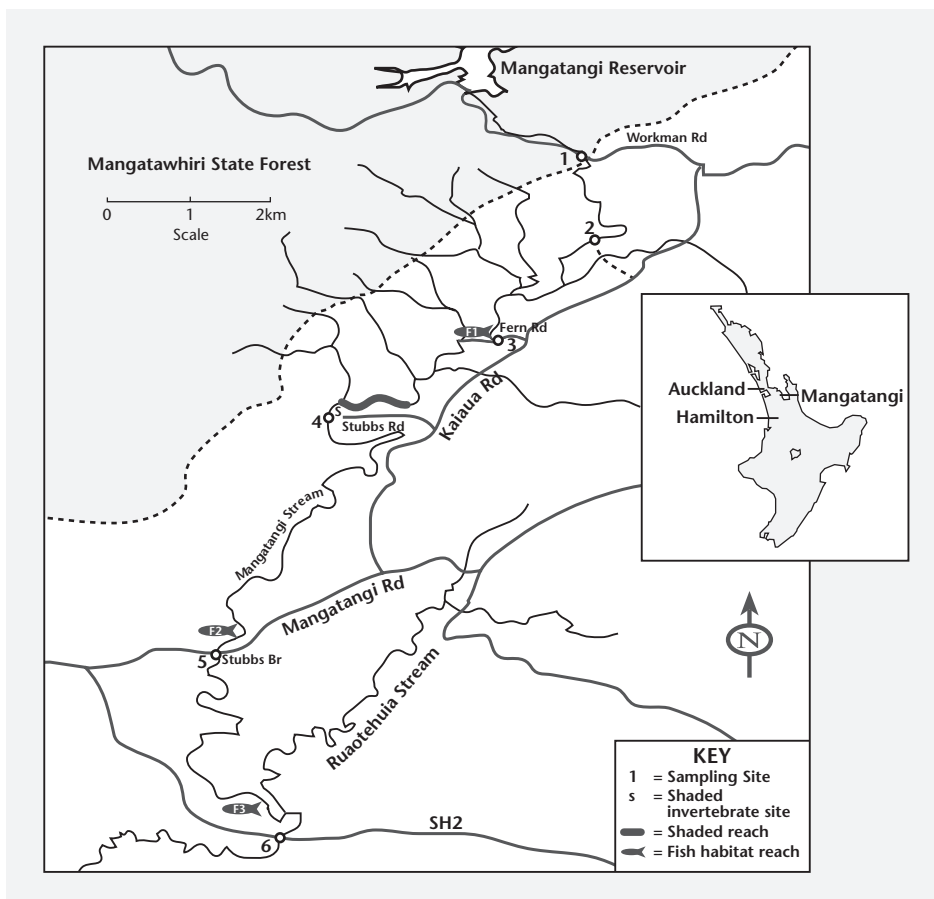 Mangatangi Reservoir
Workman Rd
1
Mangatawhiri State Forest
0 1 2km
Scale
2
F1
Fern Rd
3
Auckland
Mangatangi
Hamilton
Kaiaua Rd
s
4
Stubbs Rd
Mangatangi Stream
Mangatangi Rd
F2
5
Stubbs Br
N
Ruaotehuia Stream
F3
SH2
6
KEY
1 = Sampling Site
s = Shaded
invertebrate site
= Shaded reach
= Fish habitat reach